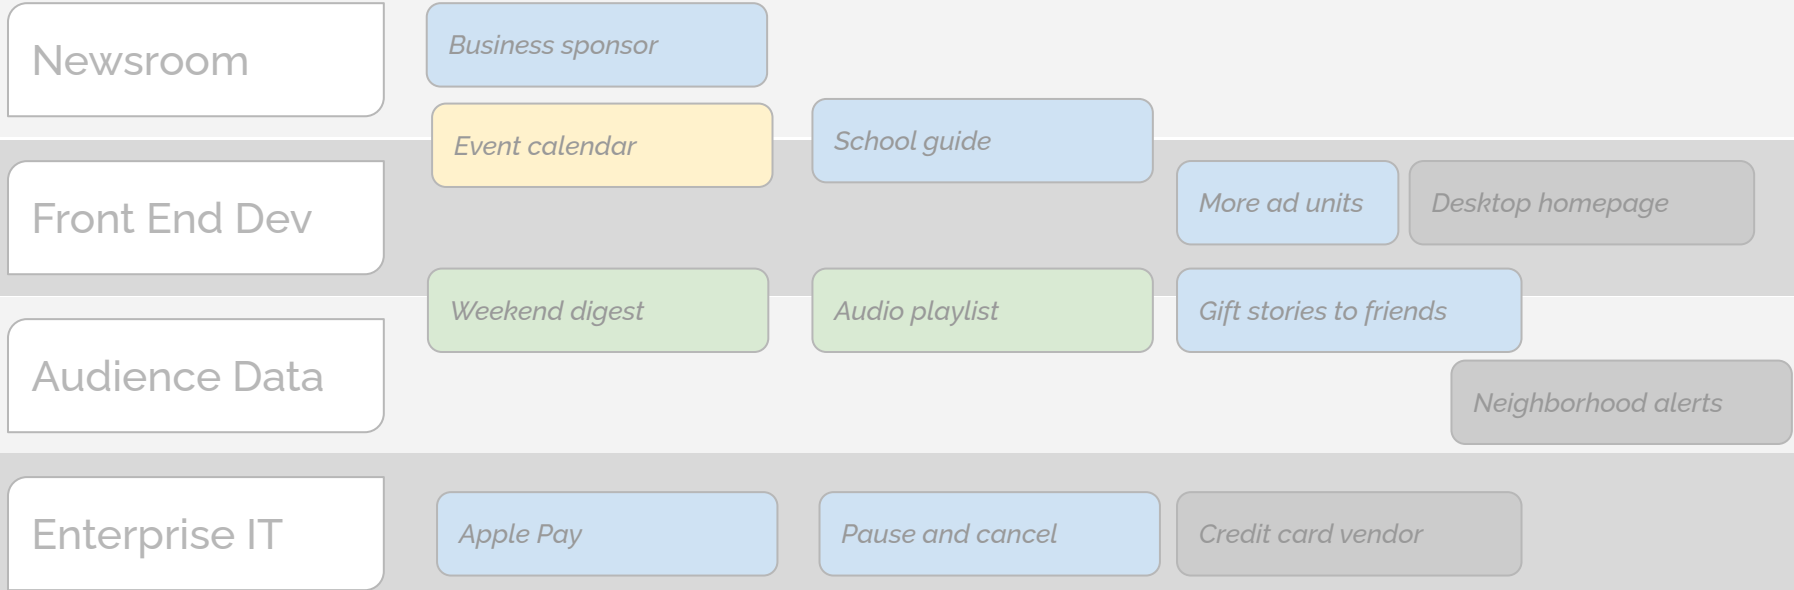 Newsroom
Business sponsor
Event calendar
School guide
Front End Dev
More ad units
Desktop homepage
Weekend digest
Audio playlist
Gift stories to friends
Audience Data
Neighborhood alerts
Enterprise IT
Apple Pay
Pause and cancel
Credit card vendor